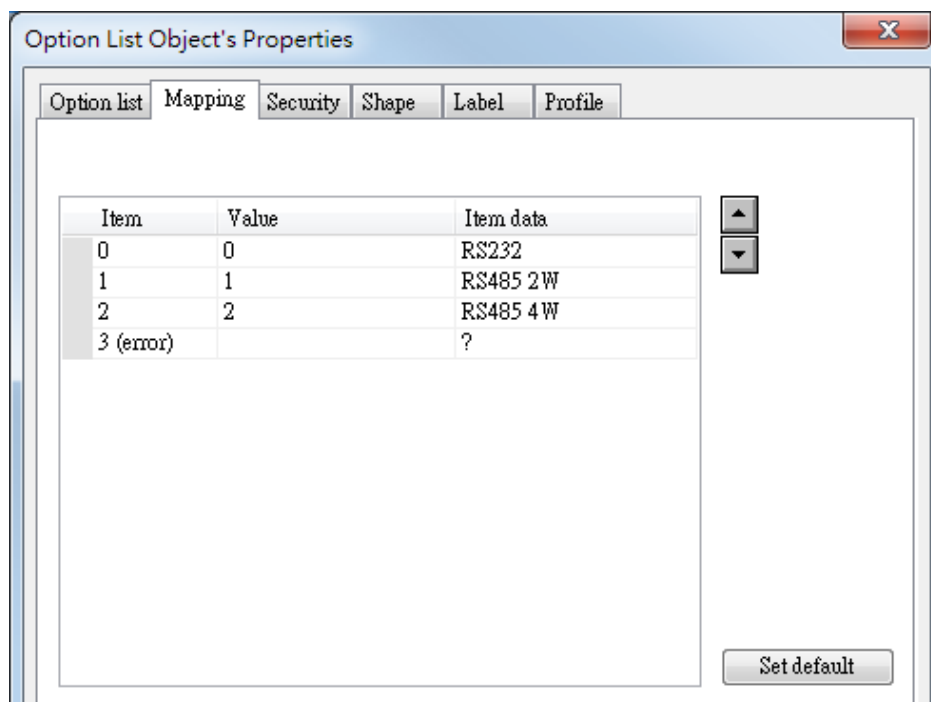 Option List Object's Properties
Option list Mapping Security Shape Label Profile
Item Value Item data
0 0 RS232
1 1 RS485 2W
2 2 RS485 4W
3 (error) ?
Set default